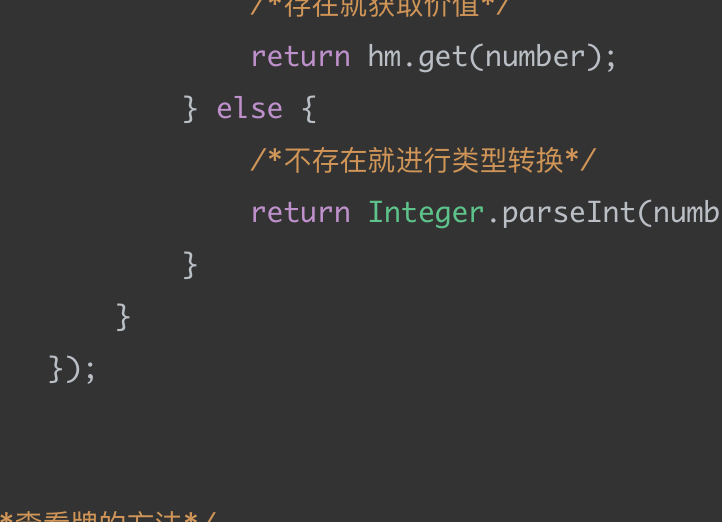 /*存在就获取价值*/
return hm.get(number);
} else {
/*不存在就进行类型转换*/
return Integer.parseInt(numb
}
}
});
*查看牌的方法*/